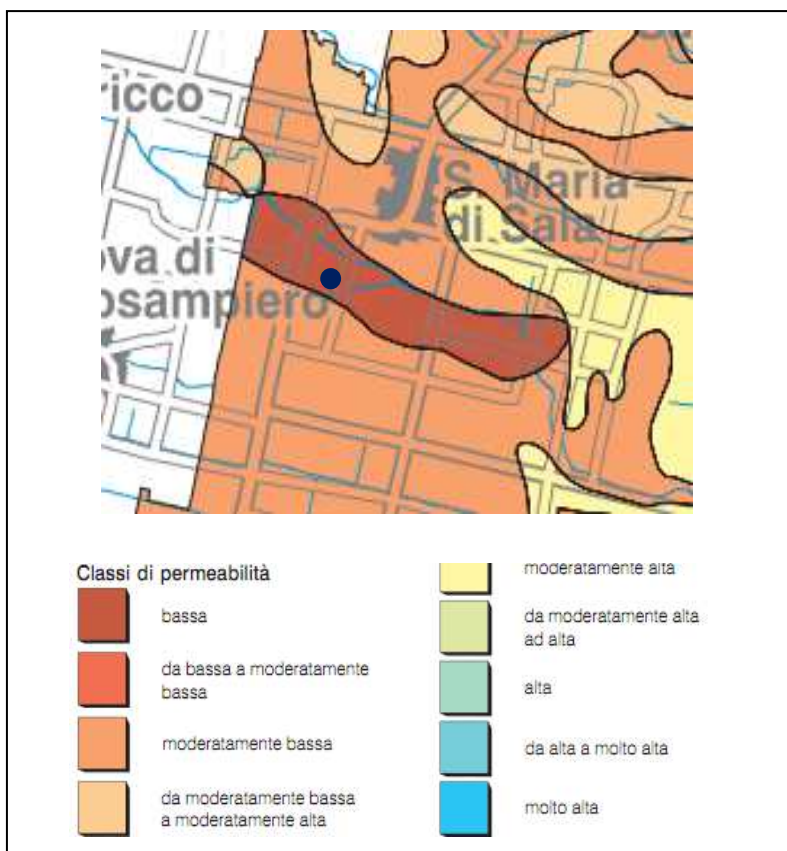 ricco
S. Maria
di Sala
ova di
osampiero
Classi di permeabilità
bassa
da bassa a moderatamente
bassa
moderatamente bassa
da moderatamente bassa
a moderatamente alta
moderatamente alta
da moderatamente alta
ad alta
alta
da alta a molto alta
molto alta